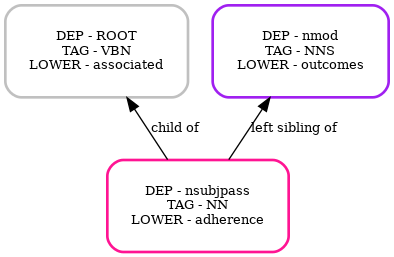 DEP - ROOT
TAG - VBN
LOWER - associated
DEP - nmod
TAG - NNS
LOWER - outcomes
child of
left sibling of
DEP - nsubjpass
TAG - NN
LOWER - adherence